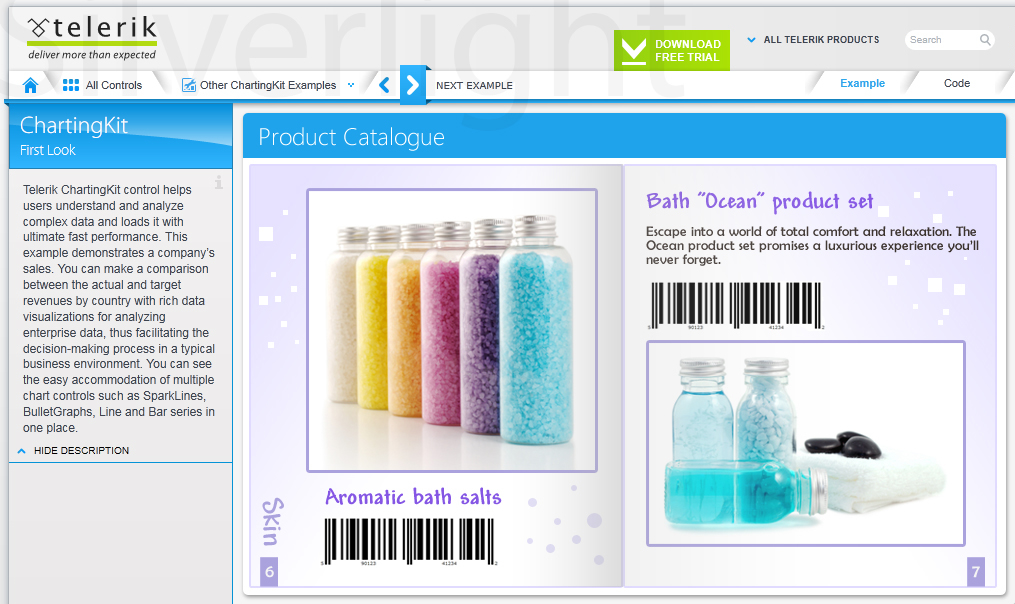 Silverlight
telerik
deliver more than expected
DOWNLOAD
FREE TRIAL
ALL TELERIK PRODUCTS
Search
All Controls
Other ChartingKit Examples
NEXT EXAMPLE
Example
Code
ChartingKit
First Look
Telerik ChartingKit control helps
users understand and analyze
complex data and loads it with
ultimate fast performance. This
example demonstrates a company's
sales. You can make a comparison
between the actual and target
revenues by country with rich data
visualizations for analyzing
enterprise data, thus facilitating the
decision-making process in a typical
business environment. You can see
the easy accommodation of multiple
chart controls such as SparkLines,
BulletGraphs, Line and Bar series in
one place.
HIDE DESCRIPTION
Product Catalogue
Aromatic bath salts
9 90123 41234 2
Skin
6
Bath "Ocean" product set
Escape into a world of total comfort and relaxation. The
Ocean product set promises a luxurious experience you'll
never forget.
9 90123 41234 2
7